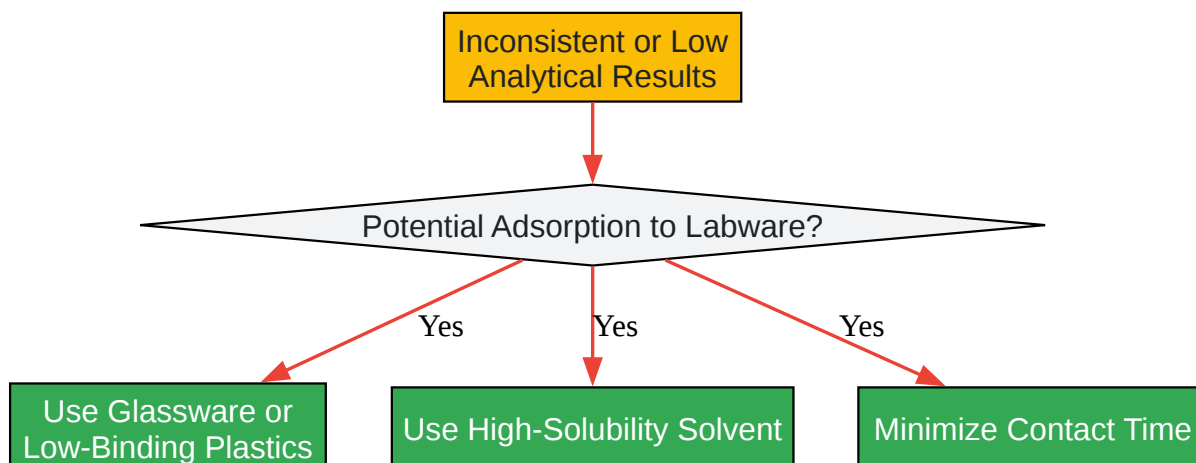 Inconsistent or Low
Analytical Results
Potential Adsorption to Labware?
Yes
Yes
Yes
Use Glassware or
Low-Binding Plastics
Use High-Solubility Solvent
Minimize Contact Time